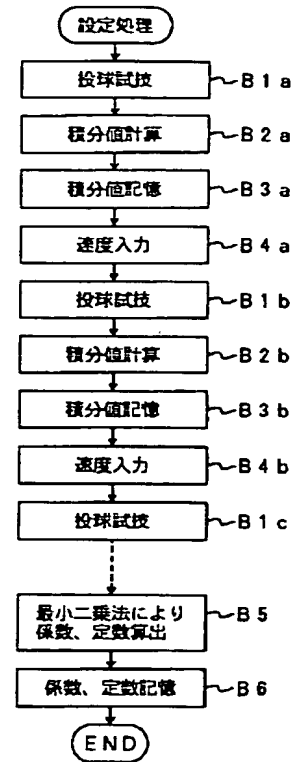 設定処理
投球試技 B1a
積分値計算 B2a
積分値記憶 B3a
速度入力 B4a
投球試技 B1b
積分値計算 B2b
積分値記憶 B3b
速度入力 B4b
投球試技 B1c
最小二乗法により
係数、定数算出 B5
係数、定数記憶 B6
END